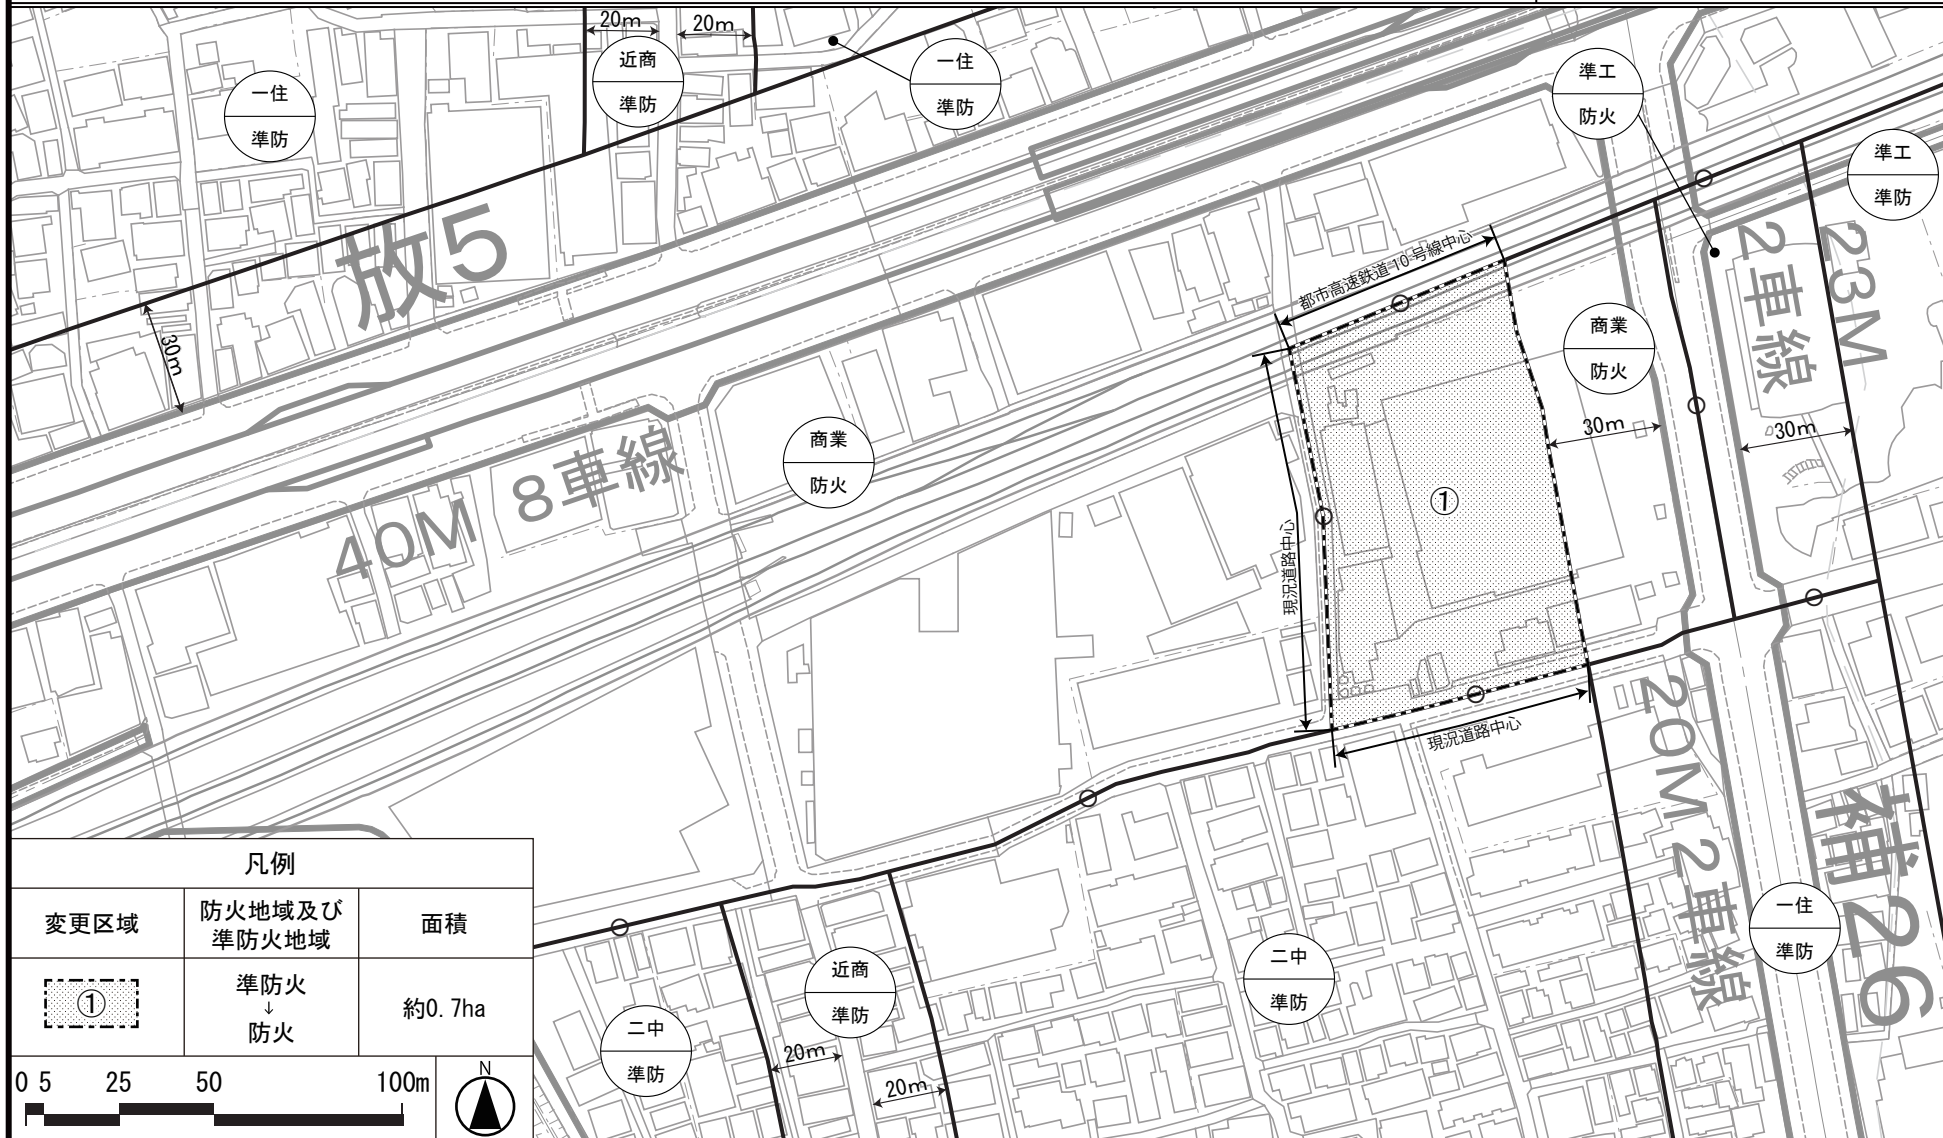 20m
20m
近商
準防
一住
準防
一住
準防
準工
防火
準工
準防
放5
30m
都市高速鉄道10号線中心
2車線
23M
商業
防火
30m
30m
商業
防火
8車線
40M
①
現況道路中心
現況道路中心
20M 2車線
補26
一住
準防
二中
準防
近商
準防
二中
準防
20m
20m
凡例
変更区域
防火地域及び
準防火地域
面積
①
準防火
↓
防火
約0.7ha
0 5 25 50 100m
N